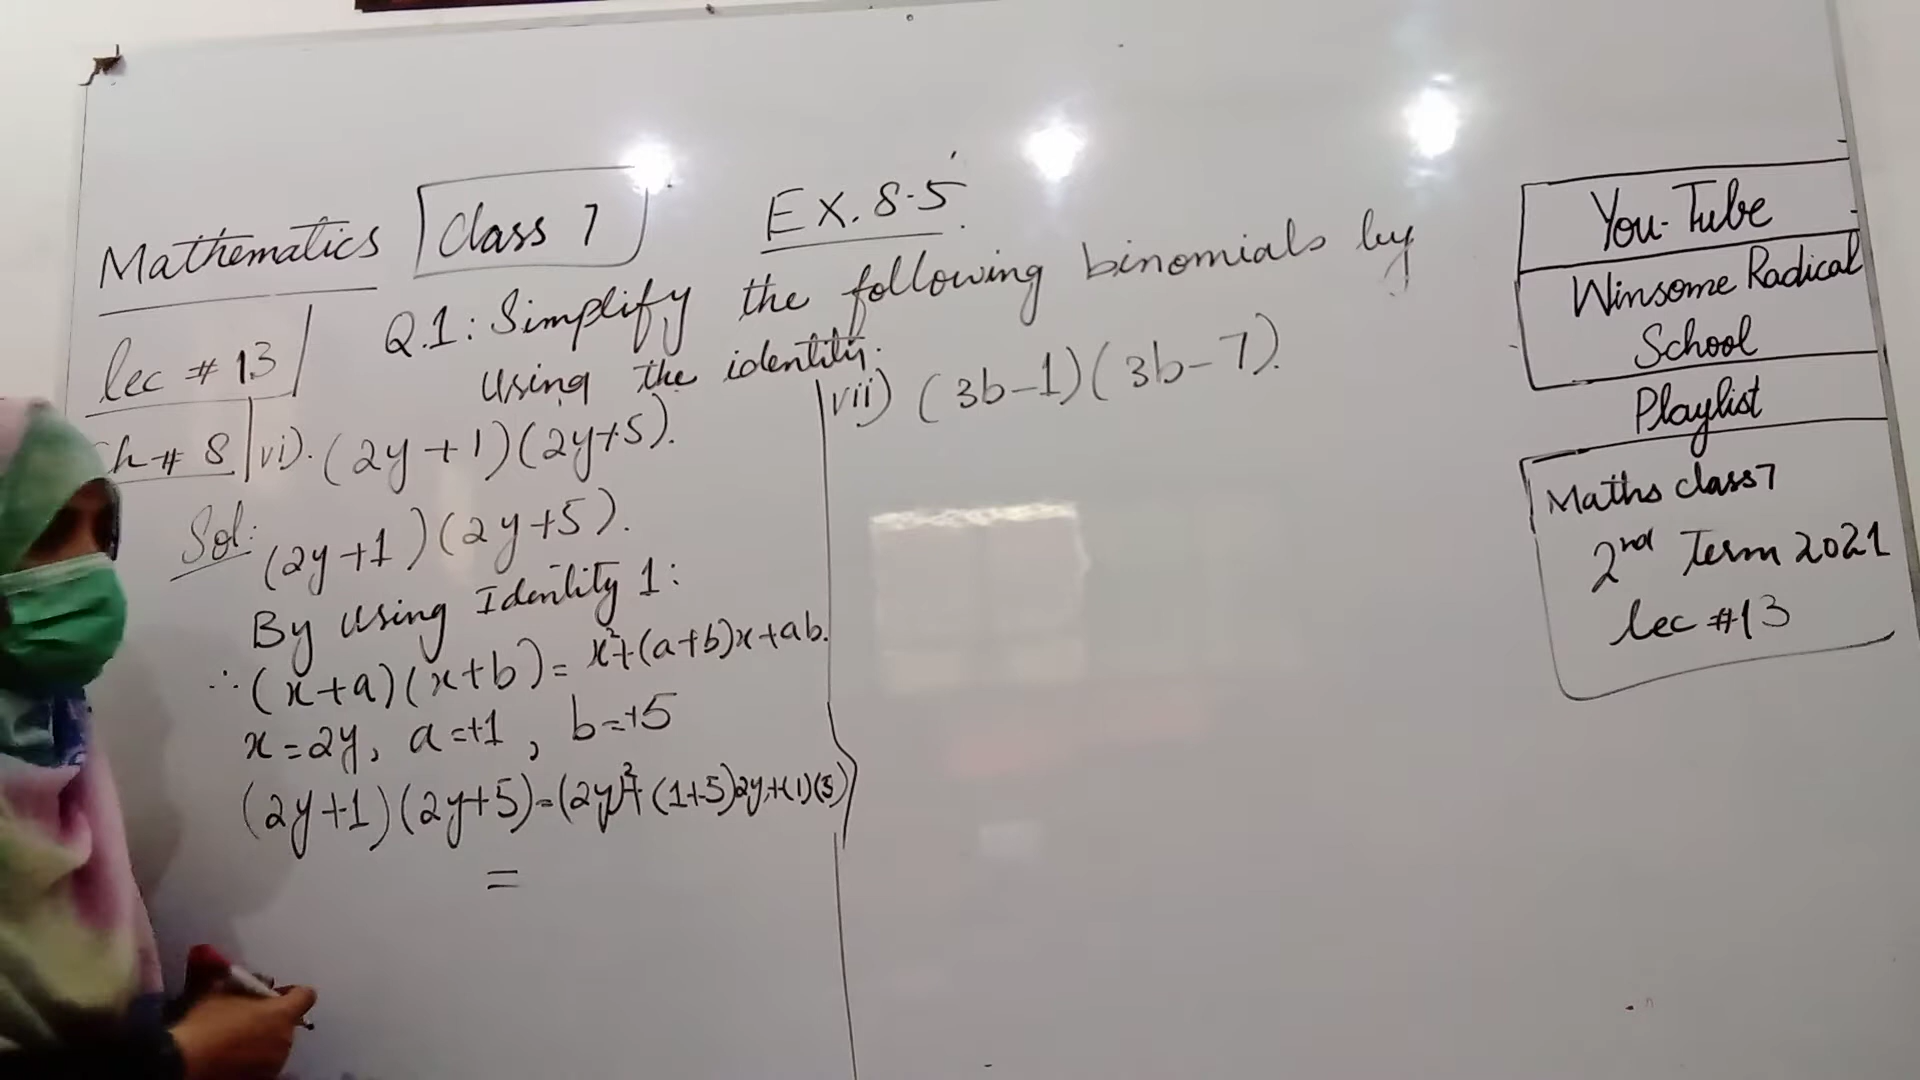 Mathematics
Class 7
EX. 8.5
lec # 13
Ch # 8
Q.1: Simplify the following binomials by
using the identity.
vi). (2y+1)(2y+5).
Sol:
(2y+1)(2y+5).
By using Identity 1:
∴ (x+a)(x+b) = x²+(a+b)x+ab.
x=2y, a=+1, b=+5
(2y+1)(2y+5)=(2y)²+(1+5)2y+(1)(5)
=
vii) (3b-1)(3b-7).
You-Tube
Winsome Radical
School
Playlist
Maths class 7
2nd Term 2021
lec #13